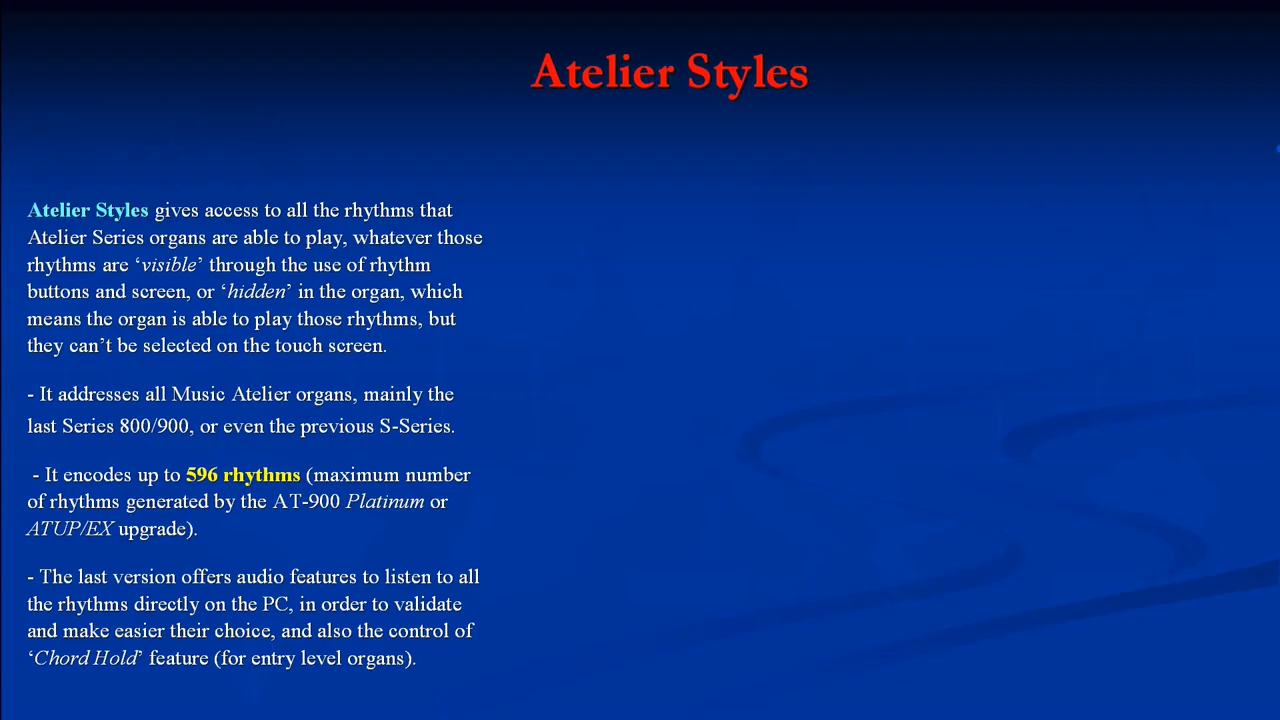 Atelier Styles
Atelier Styles gives access to all the rhythms that
Atelier Series organs are able to play, whatever those
rhythms are ‘visible’ through the use of rhythm
buttons and screen, or ‘hidden’ in the organ, which
means the organ is able to play those rhythms, but
they can’t be selected on the touch screen.
- It addresses all Music Atelier organs, mainly the
last Series 800/900, or even the previous S-Series.
- It encodes up to 596 rhythms (maximum number
of rhythms generated by the AT-900 Platinum or
ATUP/EX upgrade).
- The last version offers audio features to listen to all
the rhythms directly on the PC, in order to validate
and make easier their choice, and also the control of
‘Chord Hold’ feature (for entry level organs).